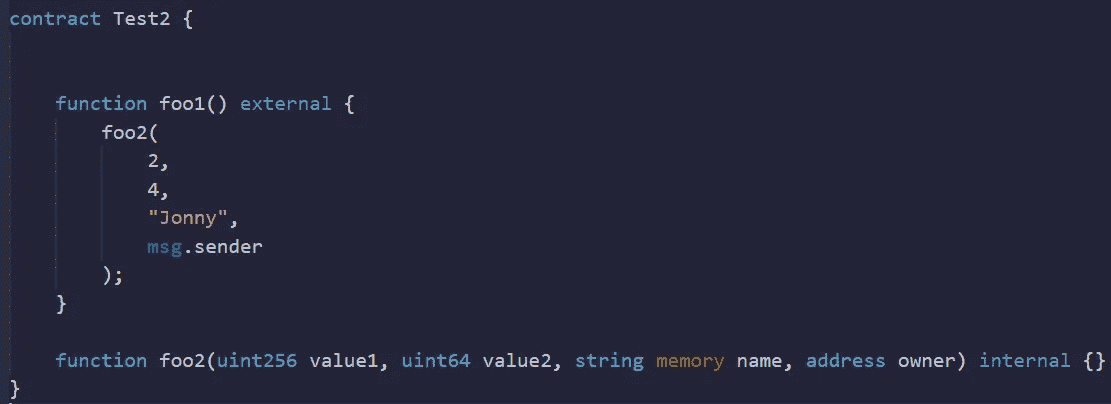 contract Test2 {
function foo1() external {
foo2(
2,
4,
"Jonny",
msg.sender
);
}
function foo2(uint256 value1, uint64 value2, string memory name, address owner) internal {}
}